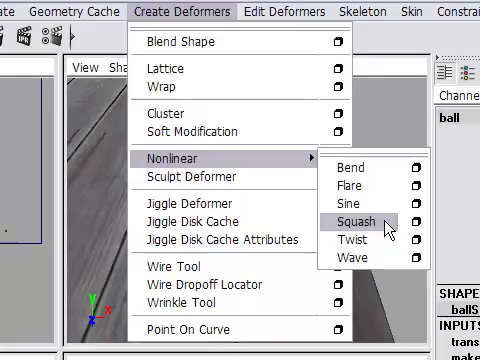 Geometry Cache Create Deformers Edit Deformers Skeleton Skin
View
Blend Shape
Lattice
Wrap
Cluster
Soft Modification
Nonlinear
Sculpt Deformer
Jiggle Deformer
Jiggle Disk Cache
Jiggle Disk Cache Attributes
Wire Tool
Wire Dropoff Locator
Wrinkle Tool
Point On Curve
Bend
Flare
Sine
Squash
Twist
Wave
ball
SHAPE
ballS
INPUTS
y
x
z